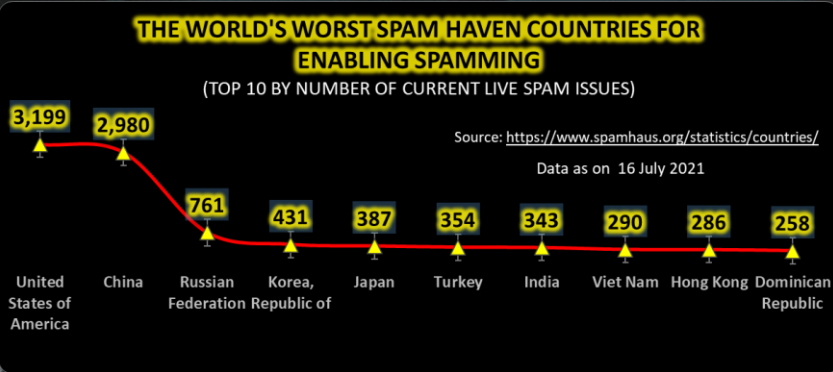 THE WORLD'S WORST SPAM HAVEN COUNTRIES FOR
ENABLING SPAMMING
(TOP 10 BY NUMBER OF CURRENT LIVE SPAM ISSUES)
Source: https://www.spamhaus.org/statistics/countries/
Data as on 16 July 2021
3,199
2,980
761
431
387
354
343
290
286
258
United
States of
America
China
Russian
Federation
Korea,
Republic of
Japan
Turkey
India
Viet Nam
Hong Kong
Dominican
Republic